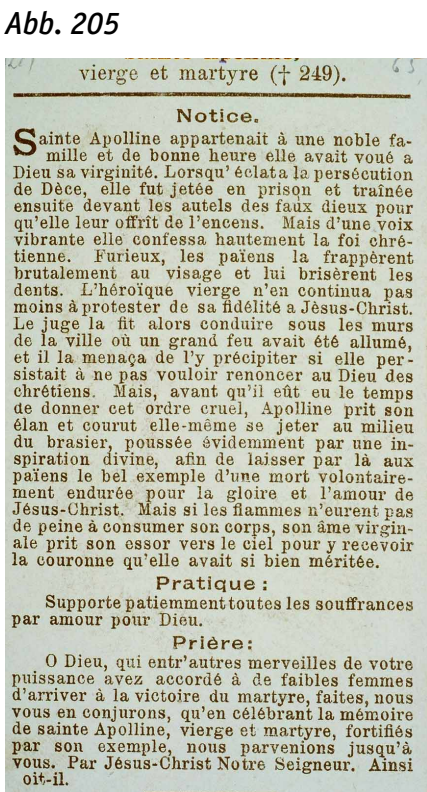 Abb. 205
vierge et martyre († 249).
Notice.
Sainte Apolline appartenait à une noble fa-
mille et de bonne heure elle avait voué a
Dieu sa virginité. Lorsqu' éclata la persécution
de Dèce, elle fut jetée en prison et traînée
ensuite devant les autels des faux dieux pour
qu'elle leur offrît de l'encens. Mais d'une voix
vibrante elle confessa hautement la foi chré-
tienne. Furieux, les païens la frappèrent
brutalement au visage et lui brisèrent les
dents. L'héroïque vierge n'en continua pas
moins à protester de sa fidélité a Jèsus-Christ.
Le juge la fit alors conduire sous les murs
de la ville où un grand feu avait été allumé,
et il la menaça de l'y précipiter si elle per-
sistait à ne pas vouloir renoncer au Dieu des
chrétiens. Mais, avant qu'il eût eu le temps
de donner cet ordre cruel, Apolline prit son
élan et courut elle-même se jeter au milieu
du brasier, poussée évidemment par une in-
spiration divine, afin de laisser par là aux
païens le bel exemple d'une mort volontaire-
ment endurée pour la gloire et l'amour de
Jésus-Christ. Mais si les flammes n'eurent pas
de peine à consumer son corps, son âme virgin-
ale prit son essor vers le ciel pour y recevoir
la couronne qu'elle avait si bien méritée.
Pratique :
Supporte patiemment toutes les souffrances
par amour pour Dieu.
Prière:
O Dieu, qui entr'autres merveilles de votre
puissance avez accordé à de faibles femmes
d'arriver à la victoire du martyre, faites, nous
vous en conjurons, qu'en célébrant la mémoire
de sainte Apolline, vierge et martyre, fortifiés
par son exemple, nous parvenions jusqu'à
vous. Par Jésus-Christ Notre Seigneur. Ainsi
oit-il.